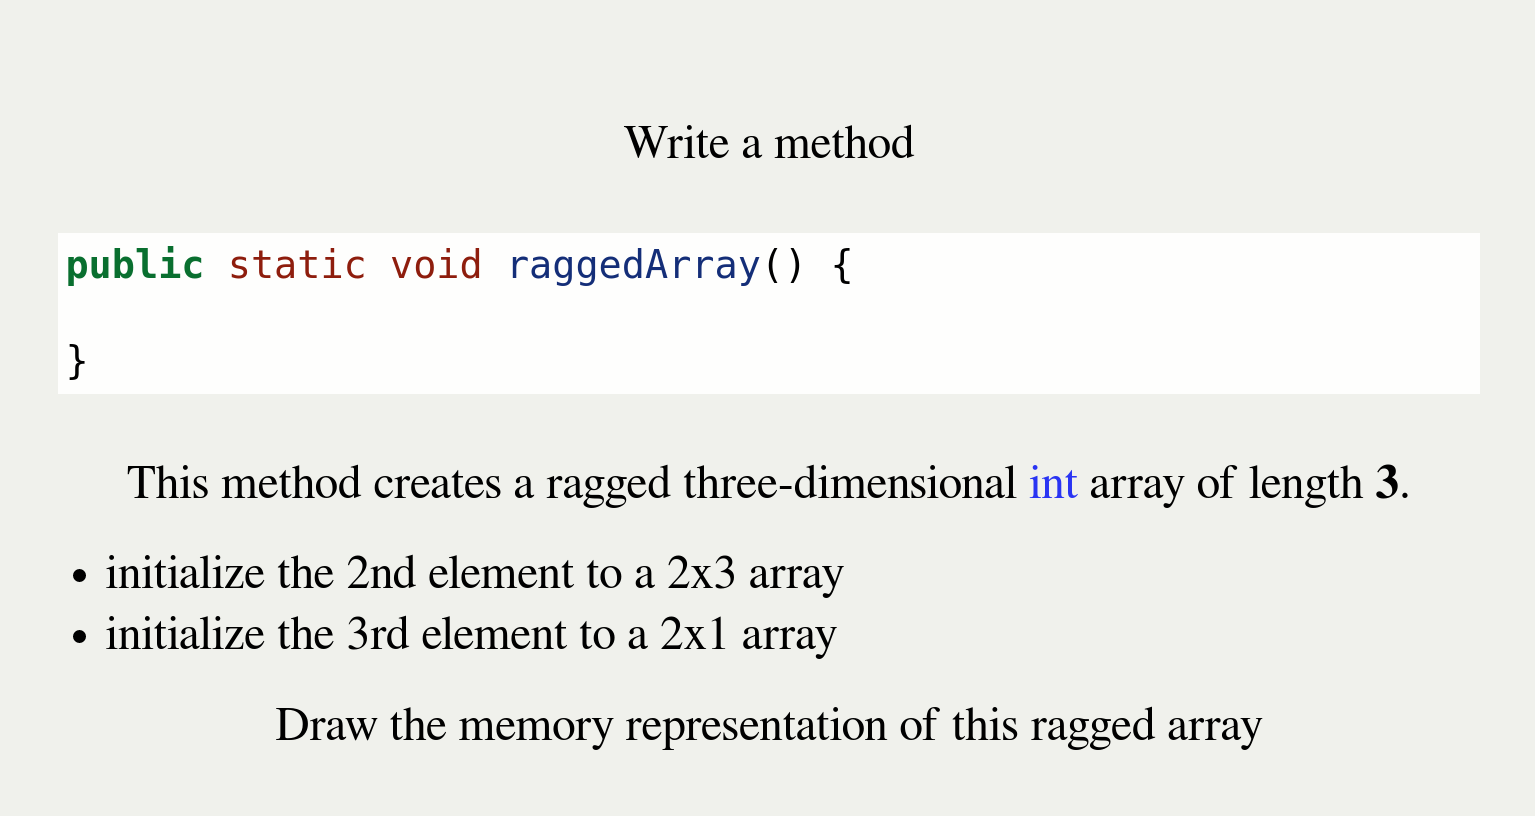 Write a method
public static void raggedArray() {
}
This method creates a ragged three-dimensional int array of length 3.
• initialize the 2nd element to a 2x3 array
• initialize the 3rd element to a 2x1 array
Draw the memory representation of this ragged array